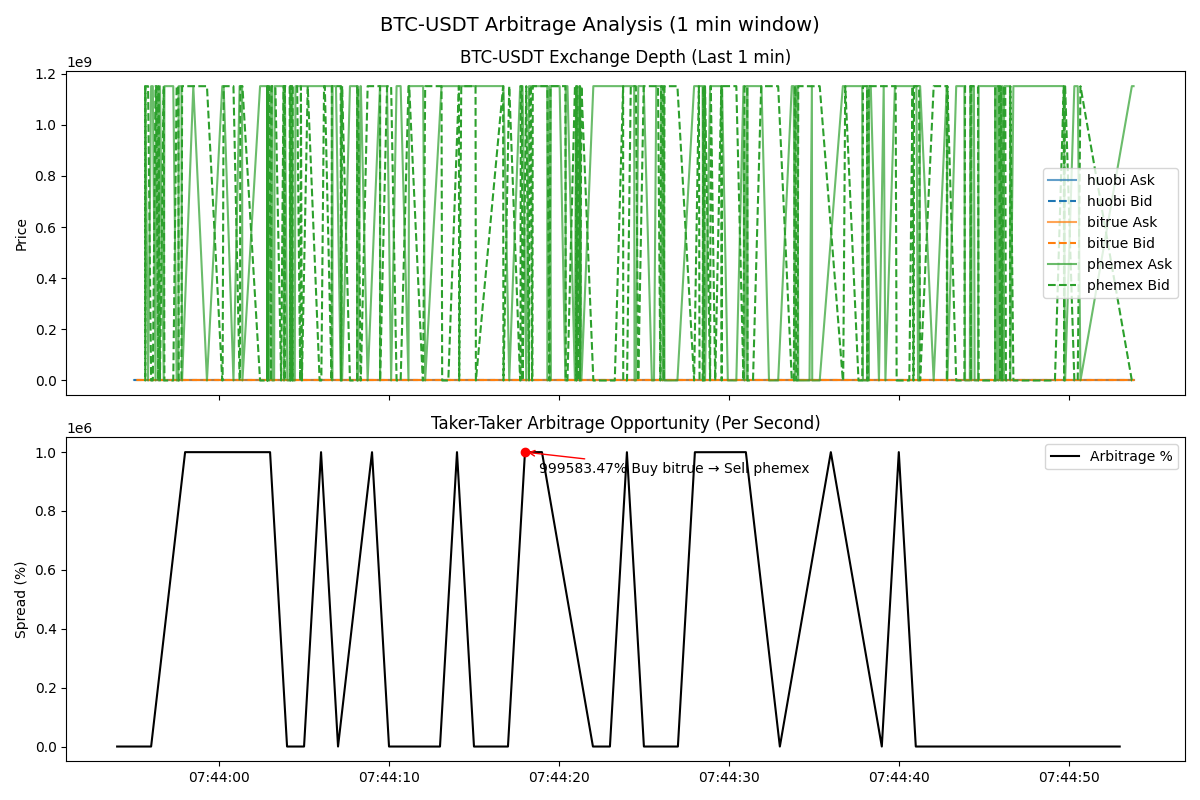 BTC-USDT Arbitrage Analysis (1 min window)
BTC-USDT Exchange Depth (Last 1 min)
1e9
1.2
1.0
0.8
0.6
0.4
0.2
0.0
Price
huobi Ask
huobi Bid
bitrue Ask
bitrue Bid
phemex Ask
phemex Bid
Taker-Taker Arbitrage Opportunity (Per Second)
1e6
1.0
0.8
0.6
0.4
0.2
0.0
Spread (%)
Arbitrage %
999583.47% Buy bitrue → Sell phemex
07:44:00
07:44:10
07:44:20
07:44:30
07:44:40
07:44:50